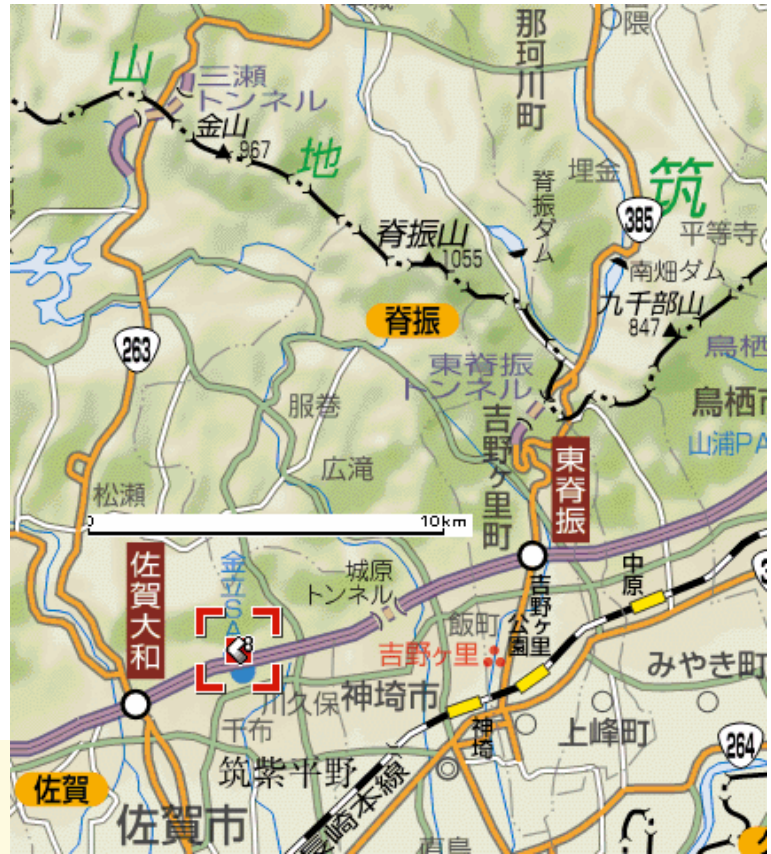 那珂川町
山
三瀬
トンネル
金山
967
地
脊振ダム
埋金
筑
385
平等寺
脊振山
1055
南畑ダム
九千部山
847
脊振
263
東脊振
トンネル
鳥栖
鳥栖市
山浦PA
服巻
吉野ヶ里町
東脊振
広滝
松瀬
0
10km
佐賀大和
金立SA
城原
トンネル
中原
吉野ヶ里
公園
飯町
吉野ヶ里
みやき町
川久保
神埼市
千布
神埼
上峰町
264
筑紫平野
長崎本線
佐賀
佐賀市
直鳥